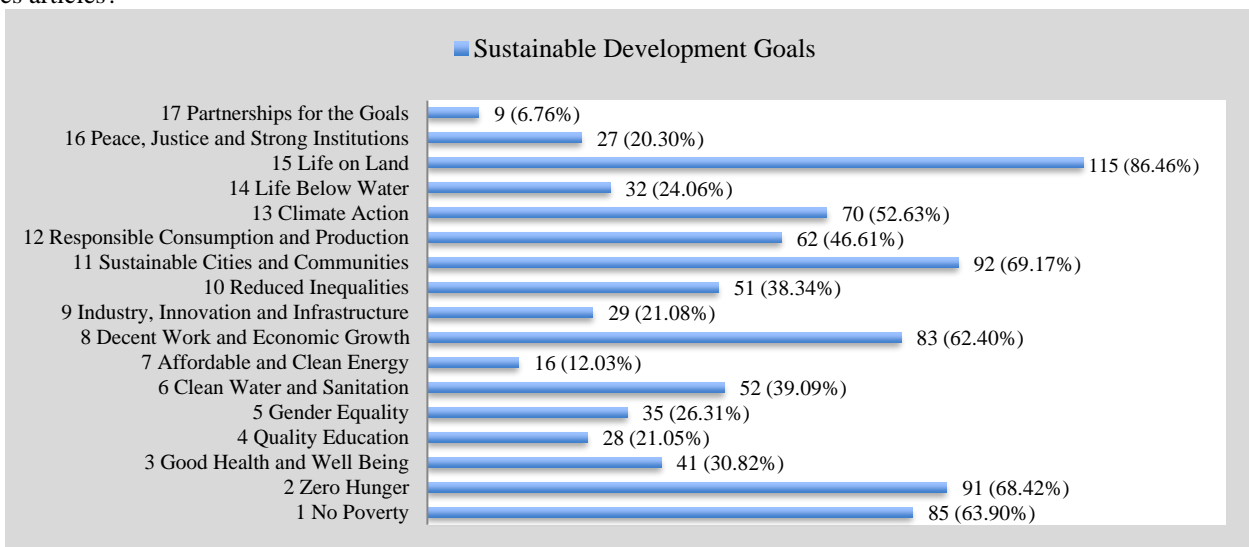 es articles?
Sustainable Development Goals
17 Partnerships for the Goals 9 (6.76%)
16 Peace, Justice and Strong Institutions 27 (20.30%)
15 Life on Land 115 (86.46%)
14 Life Below Water 32 (24.06%)
13 Climate Action 70 (52.63%)
12 Responsible Consumption and Production 62 (46.61%)
11 Sustainable Cities and Communities 92 (69.17%)
10 Reduced Inequalities 51 (38.34%)
9 Industry, Innovation and Infrastructure 29 (21.08%)
8 Decent Work and Economic Growth 83 (62.40%)
7 Affordable and Clean Energy 16 (12.03%)
6 Clean Water and Sanitation 52 (39.09%)
5 Gender Equality 35 (26.31%)
4 Quality Education 28 (21.05%)
3 Good Health and Well Being 41 (30.82%)
2 Zero Hunger 91 (68.42%)
1 No Poverty 85 (63.90%)